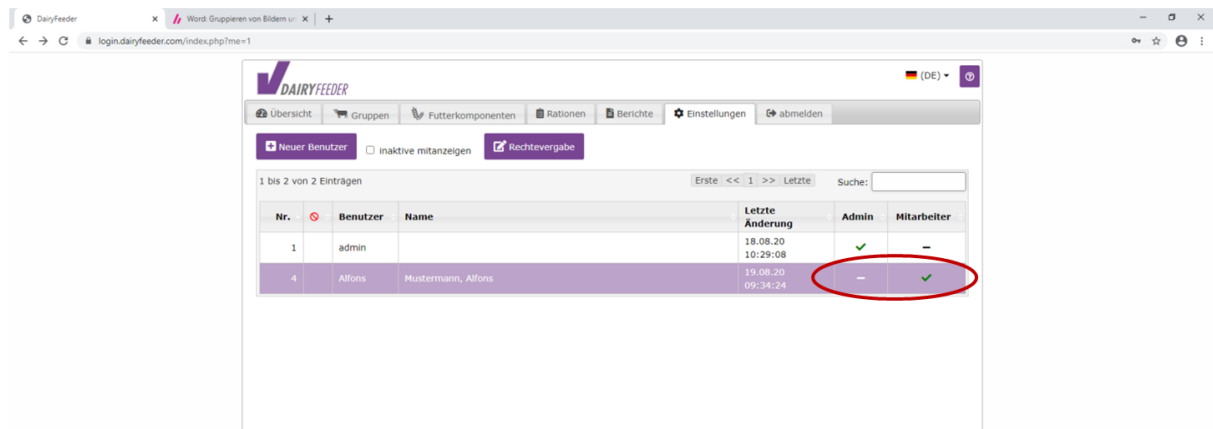 DairyFeeder
Word: Gruppieren von Bildern un
login.dairyfeeder.com/index.php?me=1
DAIRYFEEDER
(DE)
Übersicht Gruppen Futterkomponenten Rationen Berichte Einstellungen abmelden
Neuer Benutzer inaktive mitanzeigen Rechtevergabe
1 bis 2 von 2 Einträgen Erste << 1 >> Letzte Suche:
Nr. Benutzer Name Letzte Änderung Admin Mitarbeiter
1 admin 18.08.20 10:29:08
4 Alfons Mustermann, Alfons 19.08.20 09:34:24